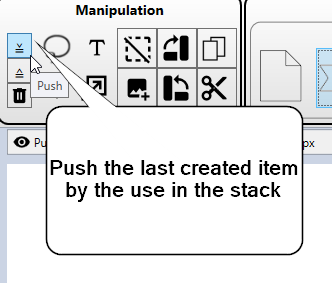 Manipulation
T
Push
Pu
px
Push the last created item
by the use in the stack